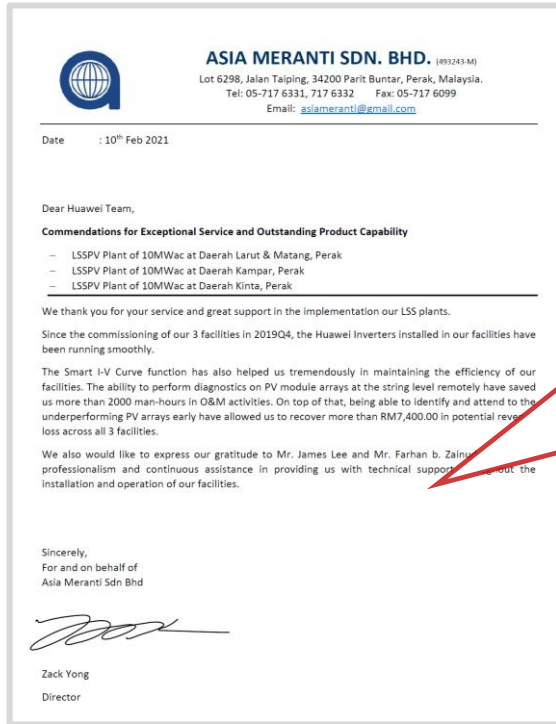 ASIA MERANTI SDN. BHD. (493243-M)
Lot 6298, Jalan Taiping, 34200 Parit Buntar, Perak, Malaysia.
Tel: 05-717 6331, 717 6332 Fax: 05-717 6099
Email: asiameranti@gmail.com
Date : 10th Feb 2021
Dear Huawei Team,
Commendations for Exceptional Service and Outstanding Product Capability
– LSSPV Plant of 10MWac at Daerah Larut & Matang, Perak
– LSSPV Plant of 10MWac at Daerah Kampar, Perak
– LSSPV Plant of 10MWac at Daerah Kinta, Perak
We thank you for your service and great support in the implementation our LSS plants.
Since the commissioning of our 3 facilities in 2019Q4, the Huawei Inverters installed in our facilities have
been running smoothly.
The Smart I-V Curve function has also helped us tremendously in maintaining the efficiency of our
facilities. The ability to perform diagnostics on PV module arrays at the string level remotely have saved
us more than 2000 man-hours in O&M activities. On top of that, being able to identify and attend to the
underperforming PV arrays early have allowed us to recover more than RM7,400.00 in potential
loss across all 3 facilities.
We also would like to express our gratitude to Mr. James Lee and Mr. Farhan b.
professionalism and continuous assistance in providing us with technical support the
installation and operation of our facilities.
Sincerely,
For and on behalf of
Asia Meranti Sdn Bhd
Zack Yong
Director